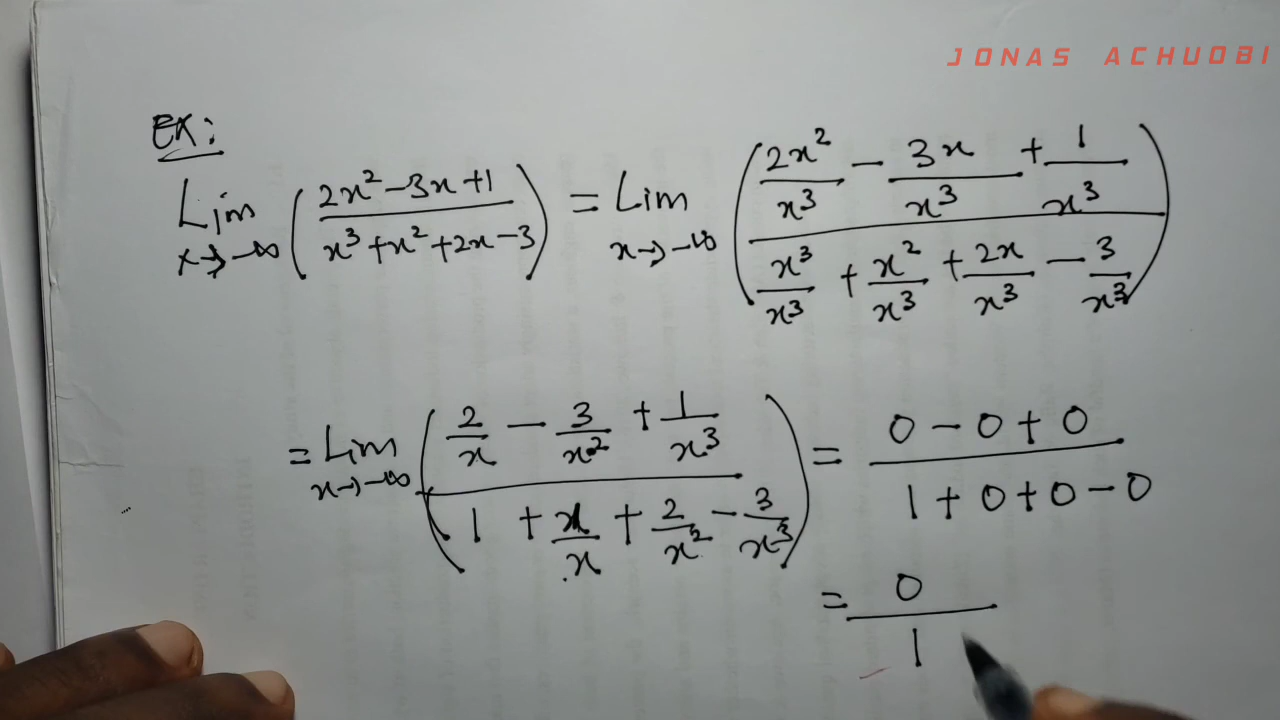 JONAS ACHUOBI
EX:
Lim x→-∞ (2x² - 3x + 1 / x³ + x² + 2x - 3) = Lim x→-∞ (2x²/x³ - 3x/x³ + 1/x³ / x³/x³ + x²/x³ + 2x/x³ - 3/x³)
= Lim x→-∞ (2/x - 3/x² + 1/x³ / 1 + 1/x + 2/x² - 3/x³) = 0 - 0 + 0 / 1 + 0 + 0 - 0
= 0 / 1